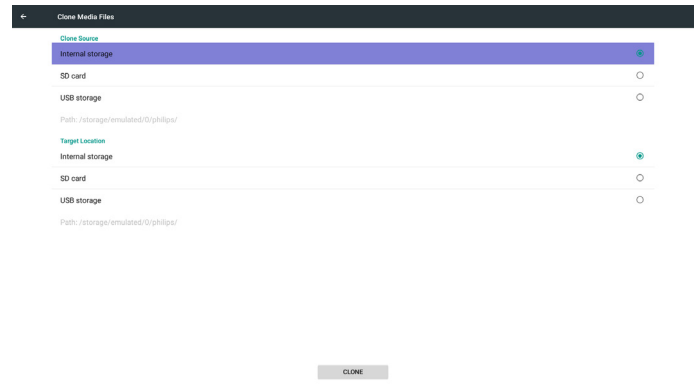 Clone Media Files
Clone Source
Internal storage
SD card
USB storage
Path: /storage/emulated/0/philips/
Target Location
Internal storage
SD card
USB storage
Path: /storage/emulated/0/philips/
CLONE